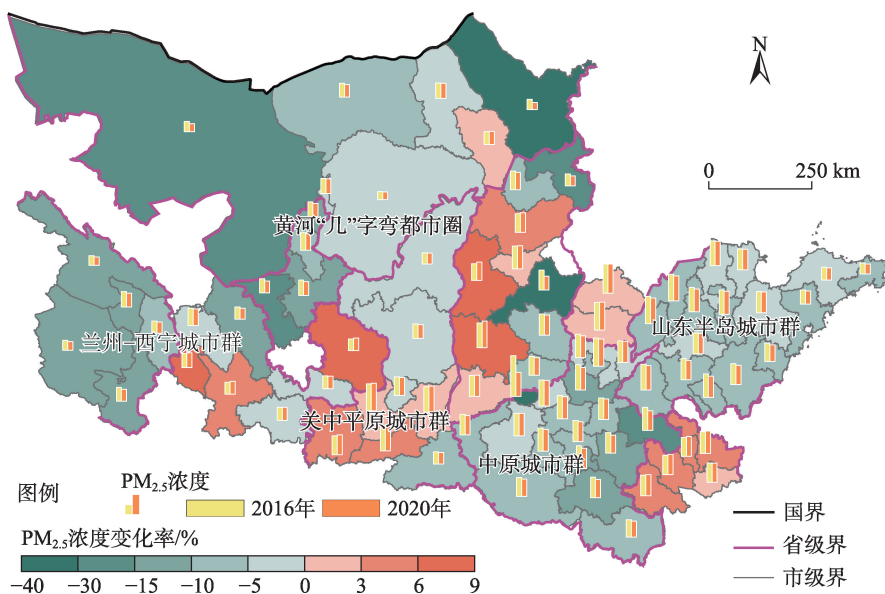 N
0 250 km
黄河“几”字弯都市圈
山东半岛城市群
兰州-西宁城市群
关中平原城市群
中原城市群
图例
PM2.5浓度
2016年 2020年
PM2.5浓度变化率/%
−40 −30 −15 −10 −5 0 3 6 9
国界
省级界
市级界